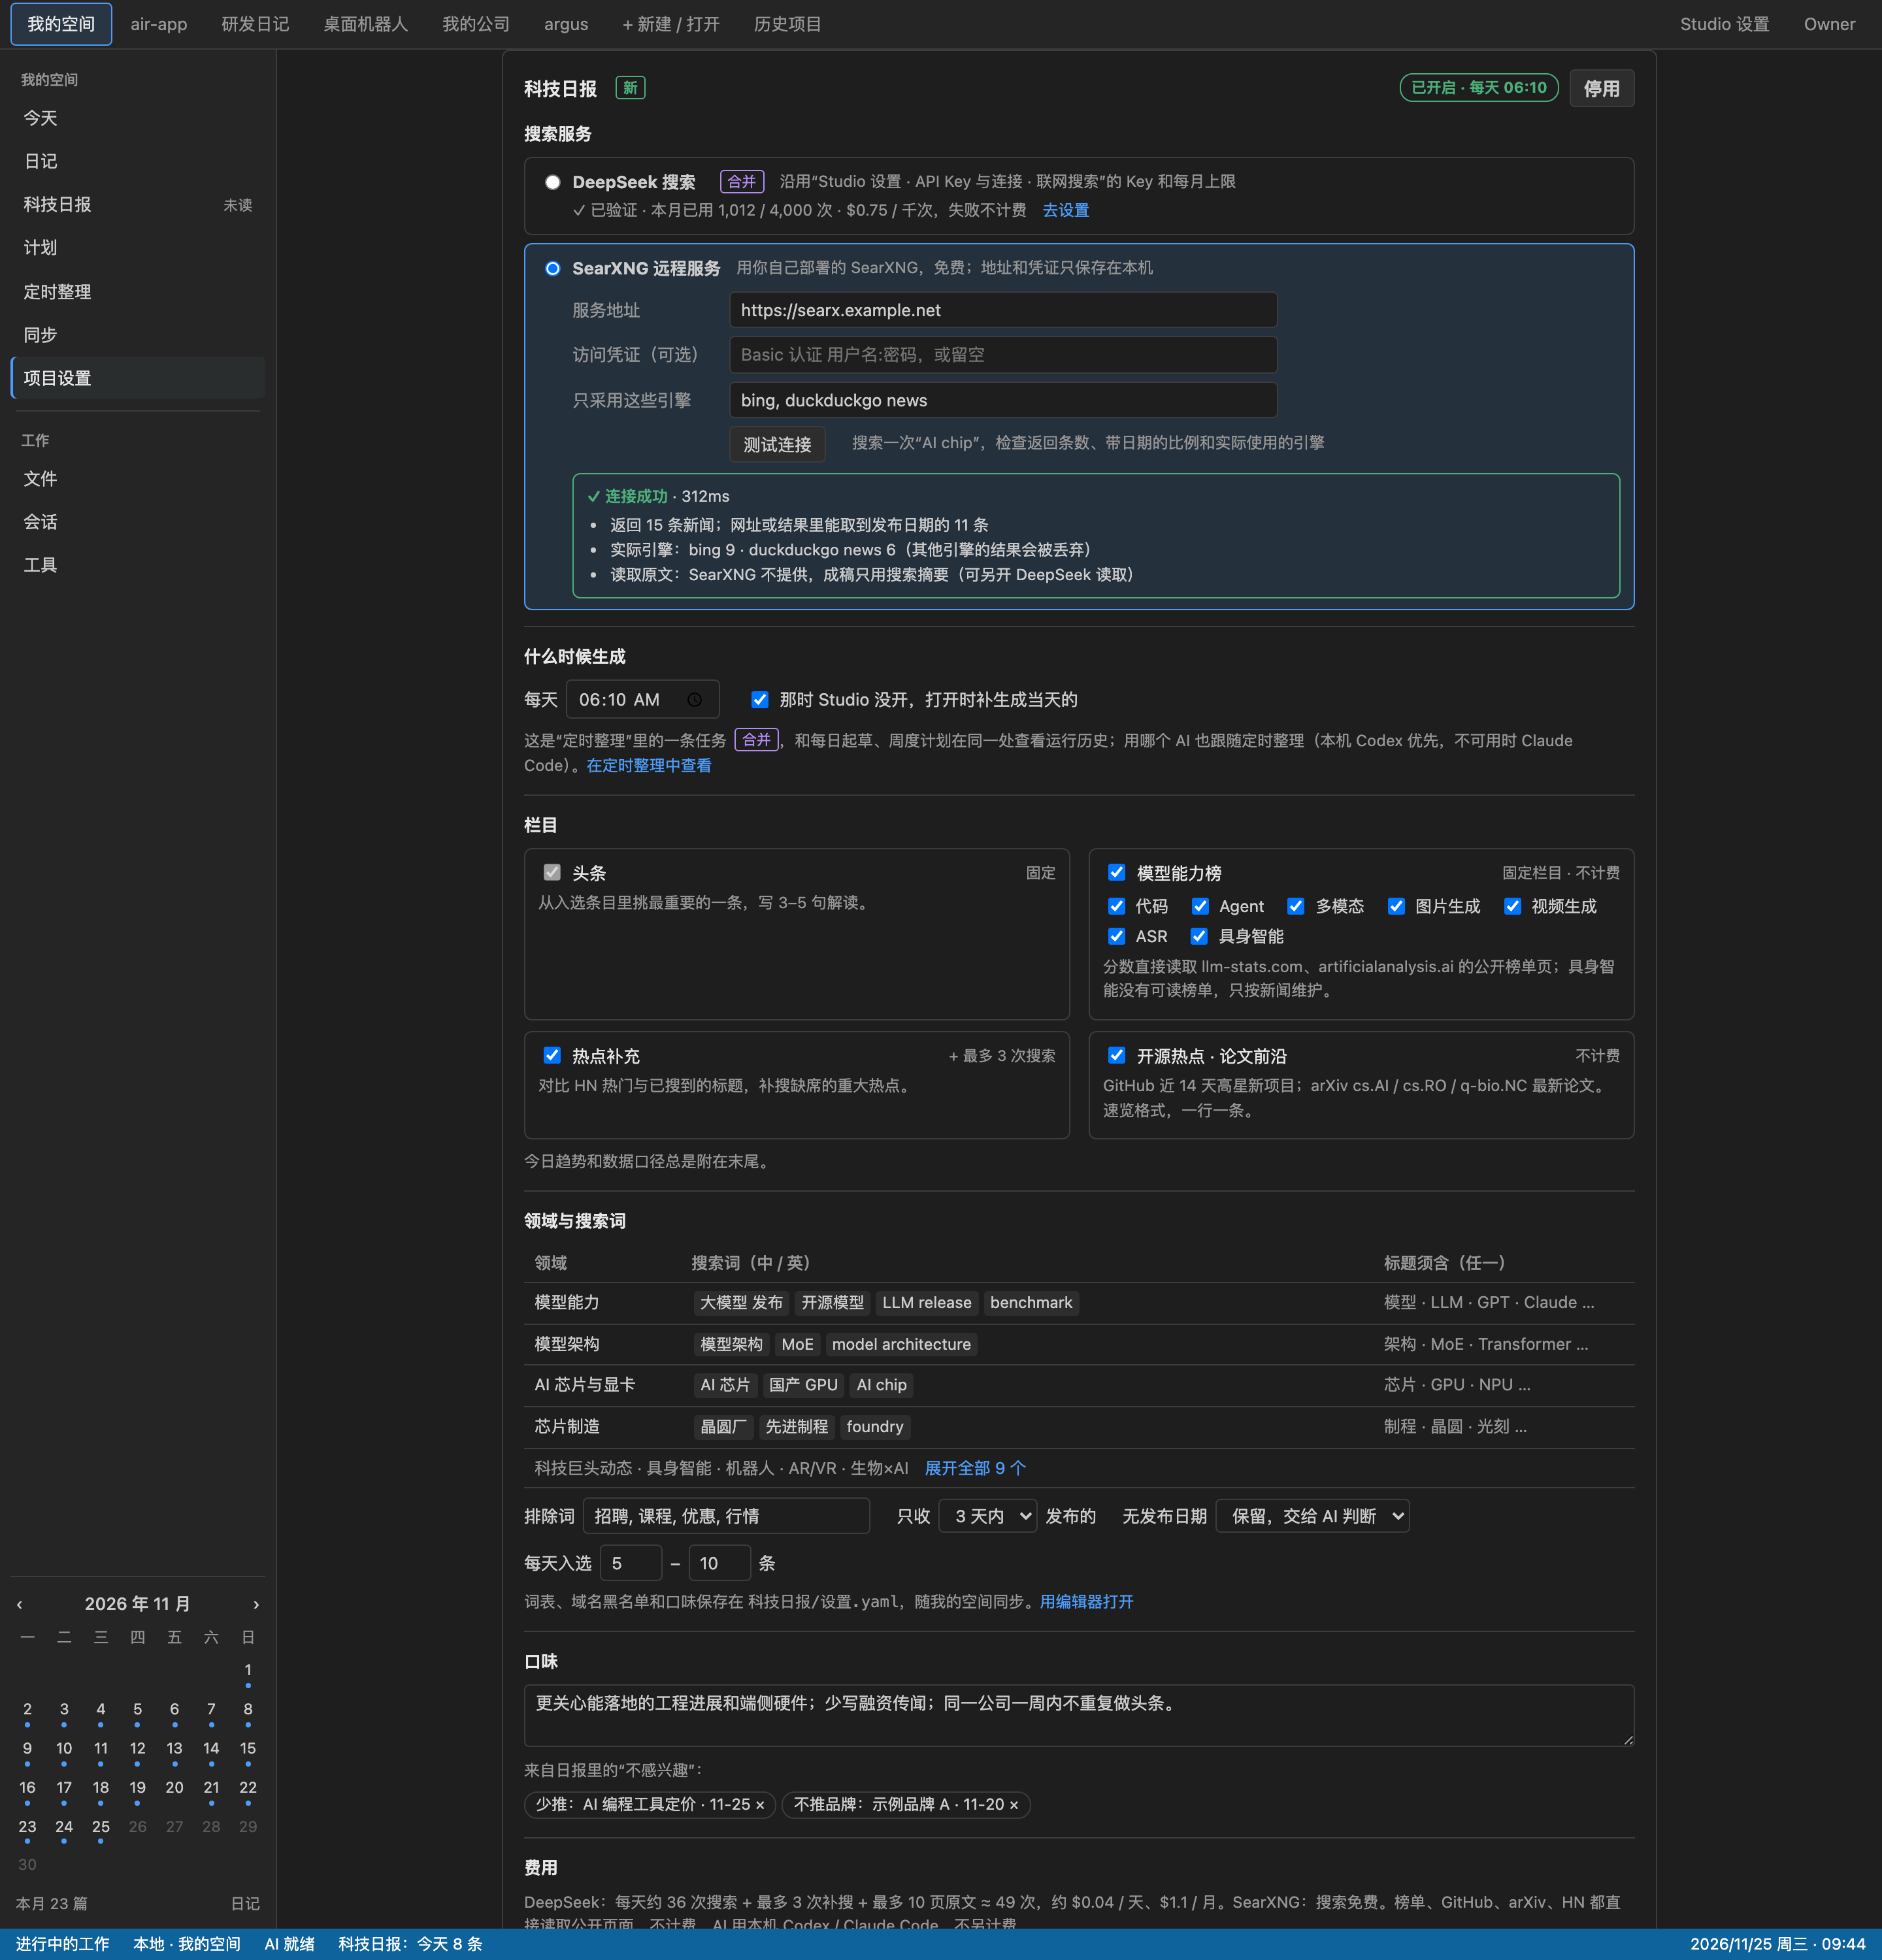 我的空间 air-app 研发日记 桌面机器人 我的公司 argus + 新建 / 打开 历史项目 Studio 设置 Owner
我的空间
今天
日记
科技日报 未读
计划
定时整理
同步
项目设置
工作
文件
会话
工具
‹ 2026 年 11 月 ›
一 二 三 四 五 六 日
1
2 3 4 5 6 7 8
9 10 11 12 13 14 15
16 17 18 19 20 21 22
23 24 25 26 27 28 29
30
本月 23 篇 日记
科技日报 新 已开启 · 每天 06:10 停用
搜索服务
DeepSeek 搜索 合并 沿用“Studio 设置 · API Key 与连接 · 联网搜索”的 Key 和每月上限
✓ 已验证 · 本月已用 1,012 / 4,000 次 · $0.75 / 千次，失败不计费 去设置
SearXNG 远程服务 用你自己部署的 SearXNG，免费；地址和凭证只保存在本机
服务地址 https://searx.example.net
访问凭证（可选） Basic 认证 用户名:密码，或留空
只采用这些引擎 bing, duckduckgo news
测试连接 搜索一次“AI chip”，检查返回条数、带日期的比例和实际使用的引擎
✓ 连接成功 · 312ms
• 返回 15 条新闻；网址或结果里能取到发布日期的 11 条
• 实际引擎：bing 9 · duckduckgo news 6（其他引擎的结果会被丢弃）
• 读取原文：SearXNG 不提供，成稿只用搜索摘要（可另开 DeepSeek 读取）
什么时候生成
每天 06:10 AM 那时 Studio 没开，打开时补生成当天的
这是“定时整理”里的一条任务 合并，和每日起草、周度计划在同一处查看运行历史；用哪个 AI 也跟随定时整理（本机 Codex 优先，不可用时 Claude
Code）。在定时整理中查看
栏目
头条 固定
从入选条目里挑最重要的一条，写 3–5 句解读。
模型能力榜 固定栏目 · 不计费
代码 Agent 多模态 图片生成 视频生成
ASR 具身智能
分数直接读取 llm-stats.com、artificialanalysis.ai 的公开榜单页；具身智
能没有可读榜单，只按新闻维护。
热点补充 + 最多 3 次搜索
对比 HN 热门与已搜到的标题，补搜缺席的重大热点。
开源热点 · 论文前沿 不计费
GitHub 近 14 天高星新项目；arXiv cs.AI / cs.RO / q-bio.NC 最新论文。
速览格式，一行一条。
今日趋势和数据口径总是附在末尾。
领域与搜索词
领域 搜索词（中 / 英） 标题须含（任一）
模型能力 大模型 发布 开源模型 LLM release benchmark 模型 · LLM · GPT · Claude ...
模型架构 模型架构 MoE model architecture 架构 · MoE · Transformer ...
AI 芯片与显卡 AI 芯片 国产 GPU AI chip 芯片 · GPU · NPU ...
芯片制造 晶圆厂 先进制程 foundry 制程 · 晶圆 · 光刻 ...
科技巨头动态 · 具身智能 · 机器人 · AR/VR · 生物×AI 展开全部 9 个
排除词 招聘, 课程, 优惠, 行情 只收 3 天内 发布的 无发布日期 保留，交给 AI 判断
每天入选 5 – 10 条
词表、域名黑名单和口味保存在 科技日报/设置.yaml，随我的空间同步。用编辑器打开
口味
更关心能落地的工程进展和端侧硬件；少写融资传闻；同一公司一周内不重复做头条。
来自日报里的“不感兴趣”：
少推：AI 编程工具定价 · 11-25 × 不推品牌：示例品牌 A · 11-20 ×
费用
DeepSeek：每天约 36 次搜索 + 最多 3 次补搜 + 最多 10 页原文 ≈ 49 次，约 $0.04 / 天、$1.1 / 月。SearXNG：搜索免费。榜单、GitHub、arXiv、HN 都直
接读取公开页面，不计费。AI 用本机 Codex / Claude Code，不另计费
进行中的工作 本地 · 我的空间 AI 就绪 科技日报：今天 8 条 2026/11/25 周三 · 09:44